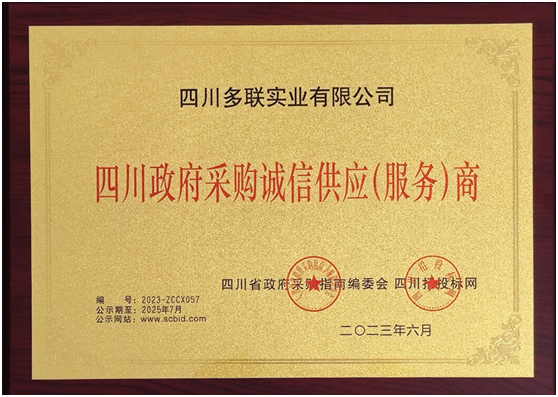 四川多联实业有限公司
四川政府采购诚信供应(服务)商
四川省政府采购指南编委会 四川招投标网
编 号：2023-ZCCX057
公示期至：2025年7月
公示网站：www.scbid.com
二〇二三年六月